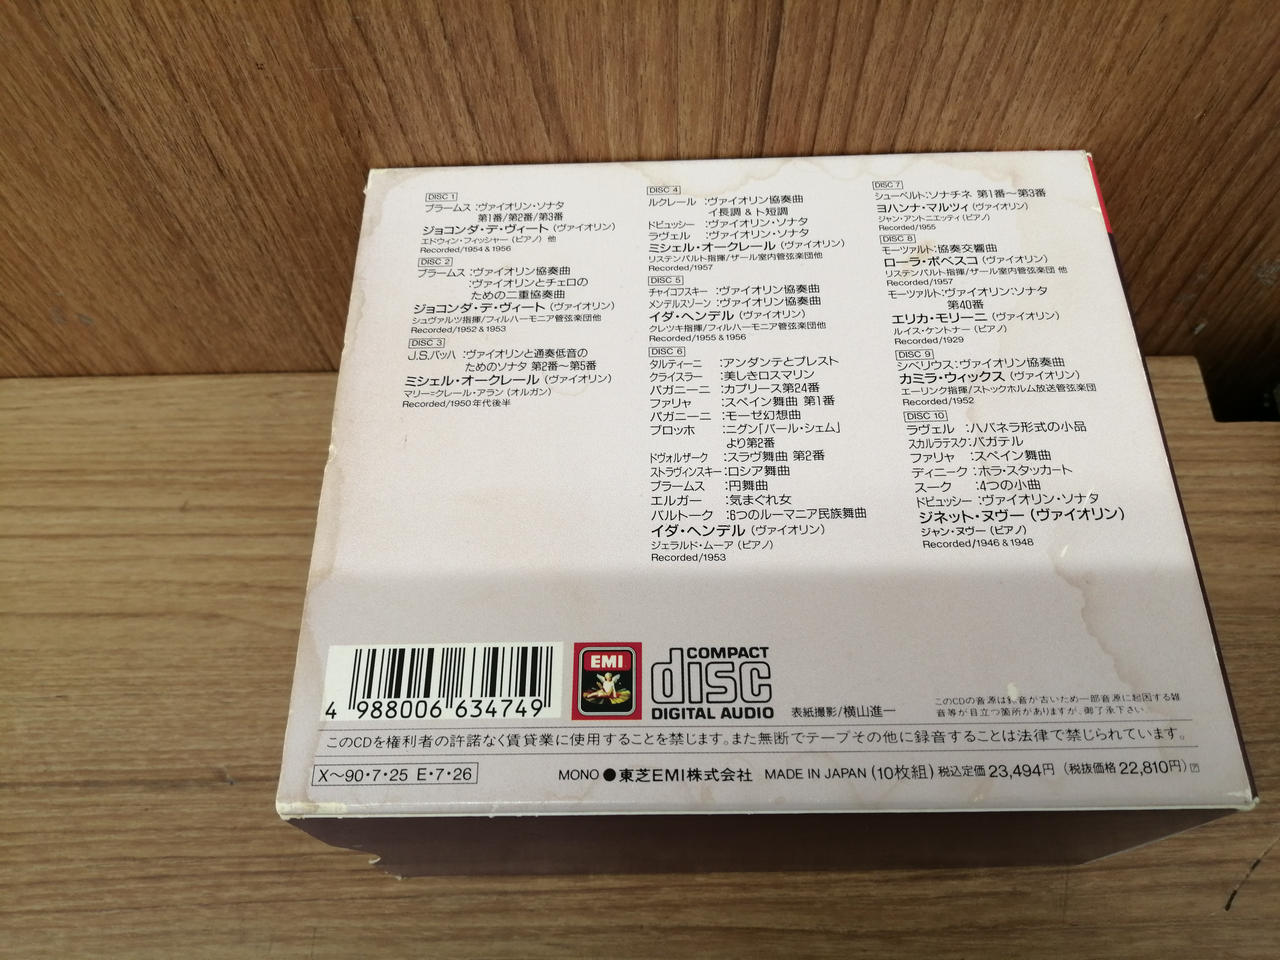 DISC 1
ブラームス:ヴァイオリン・ソナタ
第1番/第2番/第3番
ジョコンダ・デ・ヴィート (ヴァイオリン)
エドウィン・フィッシャー (ピアノ) 他
Recorded/1954 & 1956
DISC 2
ブラームス :ヴァイオリン協奏曲
:ヴァイオリンとチェロの
ための二重協奏曲
ジョコンダ・デ・ヴィート (ヴァイオリン)
シュヴァルツ指揮/フィルハーモニア管弦楽団他
Recorded/1952 & 1953
DISC 3
J.S.バッハ :ヴァイオリンと通奏低音の
ためのソナタ 第2番〜第5番
ミシェル・オークレール (ヴァイオリン)
マリー=クレール・アラン (オルガン)
Recorded/1950年代後半
DISC 4
ルクレール :ヴァイオリン協奏曲
イ長調 & ト短調
ドビュッシー :ヴァイオリン・ソナタ
ラヴェル :ヴァイオリン・ソナタ
ミシェル・オークレール (ヴァイオリン)
リステンパルト指揮/ザール室内管弦楽団他
Recorded/1957
DISC 5
チャイコフスキー :ヴァイオリン協奏曲
メンデルスゾーン :ヴァイオリン協奏曲
イダ・ヘンデル (ヴァイオリン)
クレツキ指揮/フィルハーモニア管弦楽団他
Recorded/1955 & 1956
DISC 6
タルティーニ :アンダンテとプレスト
クライスラー :美しきロスマリン
パガニーニ :カプリース第24番
ファリャ :スペイン舞曲 第1番
パガニーニ :モーゼ幻想曲
ブロッホ :ニグン「バール・シェム」
より第2番
ドヴォルザーク :スラヴ舞曲 第2番
ストラヴィンスキー:ロシア舞曲
ブラームス :円舞曲
エルガー :気まぐれ女
バルトーク :6つのルーマニア民族舞曲
イダ・ヘンデル (ヴァイオリン)
ジェラルド・ムーア (ピアノ)
Recorded/1953
DISC 7
シューベルト:ソナチネ 第1番〜第3番
ヨハンナ・マルツィ (ヴァイオリン)
ジャン・アントニエッティ (ピアノ)
Recorded/1955
DISC 8
モーツァルト:協奏交響曲
ローラ・ボベスコ (ヴァイオリン)
リステンパルト指揮/ザール室内管弦楽団 他
Recorded/1957
モーツァルト:ヴァイオリン・ソナタ
第40番
エリカ・モリーニ (ヴァイオリン)
ルイス・ケントナー (ピアノ)
Recorded/1929
DISC 9
シベリウス:ヴァイオリン協奏曲
カミラ・ウィックス (ヴァイオリン)
エーリンク指揮/ストックホルム放送管弦楽団
Recorded/1952
DISC 10
ラヴェル :ハバネラ形式の小品
スカルラテスク:バガテル
ファリャ :スペイン舞曲
ディニーク :ホラ・スタッカート
スーク :4つの小曲
ドビュッシー :ヴァイオリン・ソナタ
ジネット・ヌヴー (ヴァイオリン)
ジャン・ヌヴー (ピアノ)
Recorded/1946 & 1948
4 988006 634749
EMI
COMPACT
disc
DIGITAL AUDIO
表紙撮影/横山進一
このCDの音源は録音が古いため一部音源に起因する雑
音等が目立つ箇所がありますが、御了承下さい。
このCDを権利者の許諾なく賃貸業に使用することを禁じます。また無断でテープその他に録音することは法律で禁じられています。
X〜90・7・25 E・7・26
MONO ●東芝EMI株式会社 MADE IN JAPAN (10枚組) 税込定価23,494円 (税抜価格22,810円)